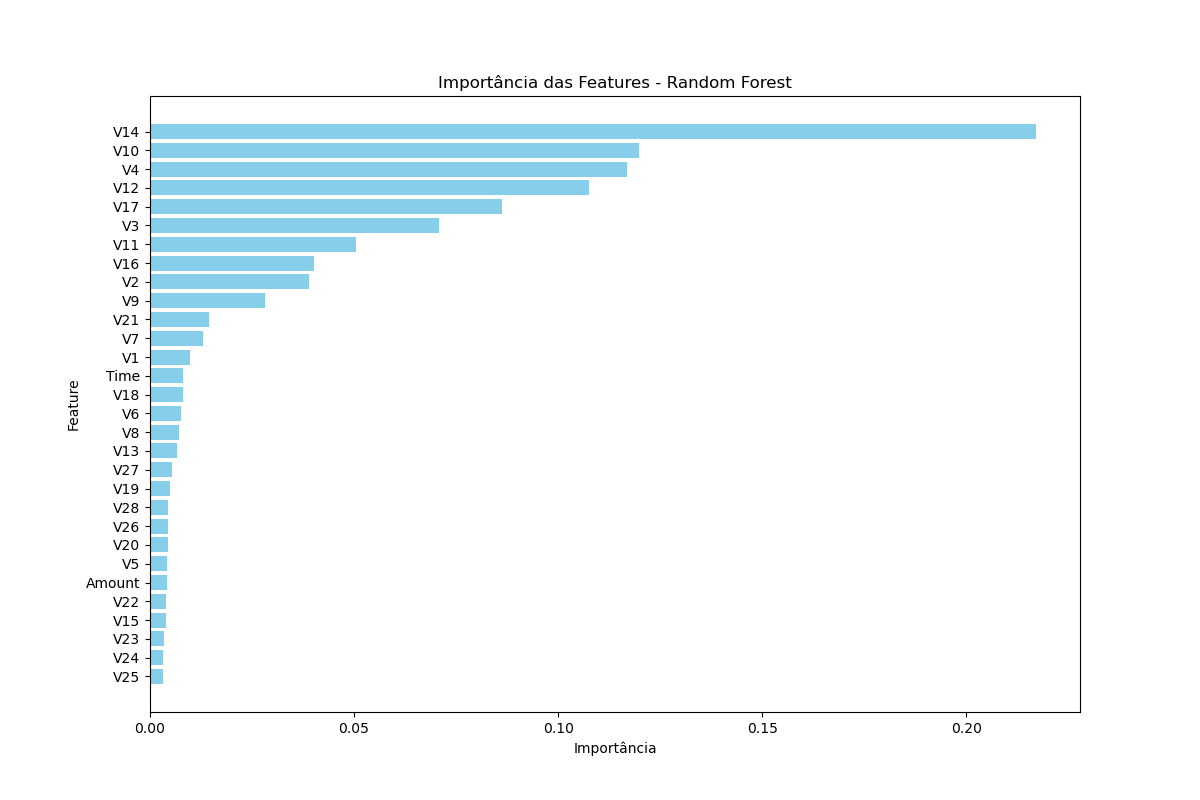 Importância das Features - Random Forest
V14
V10
V4
V12
V17
V3
V11
V16
V2
V9
V21
V7
V1
Time
V18
V6
V8
V13
V27
V19
V28
V26
V20
V5
Amount
V22
V15
V23
V24
V25
Feature
0.00 0.05 0.10 0.15 0.20
Importância